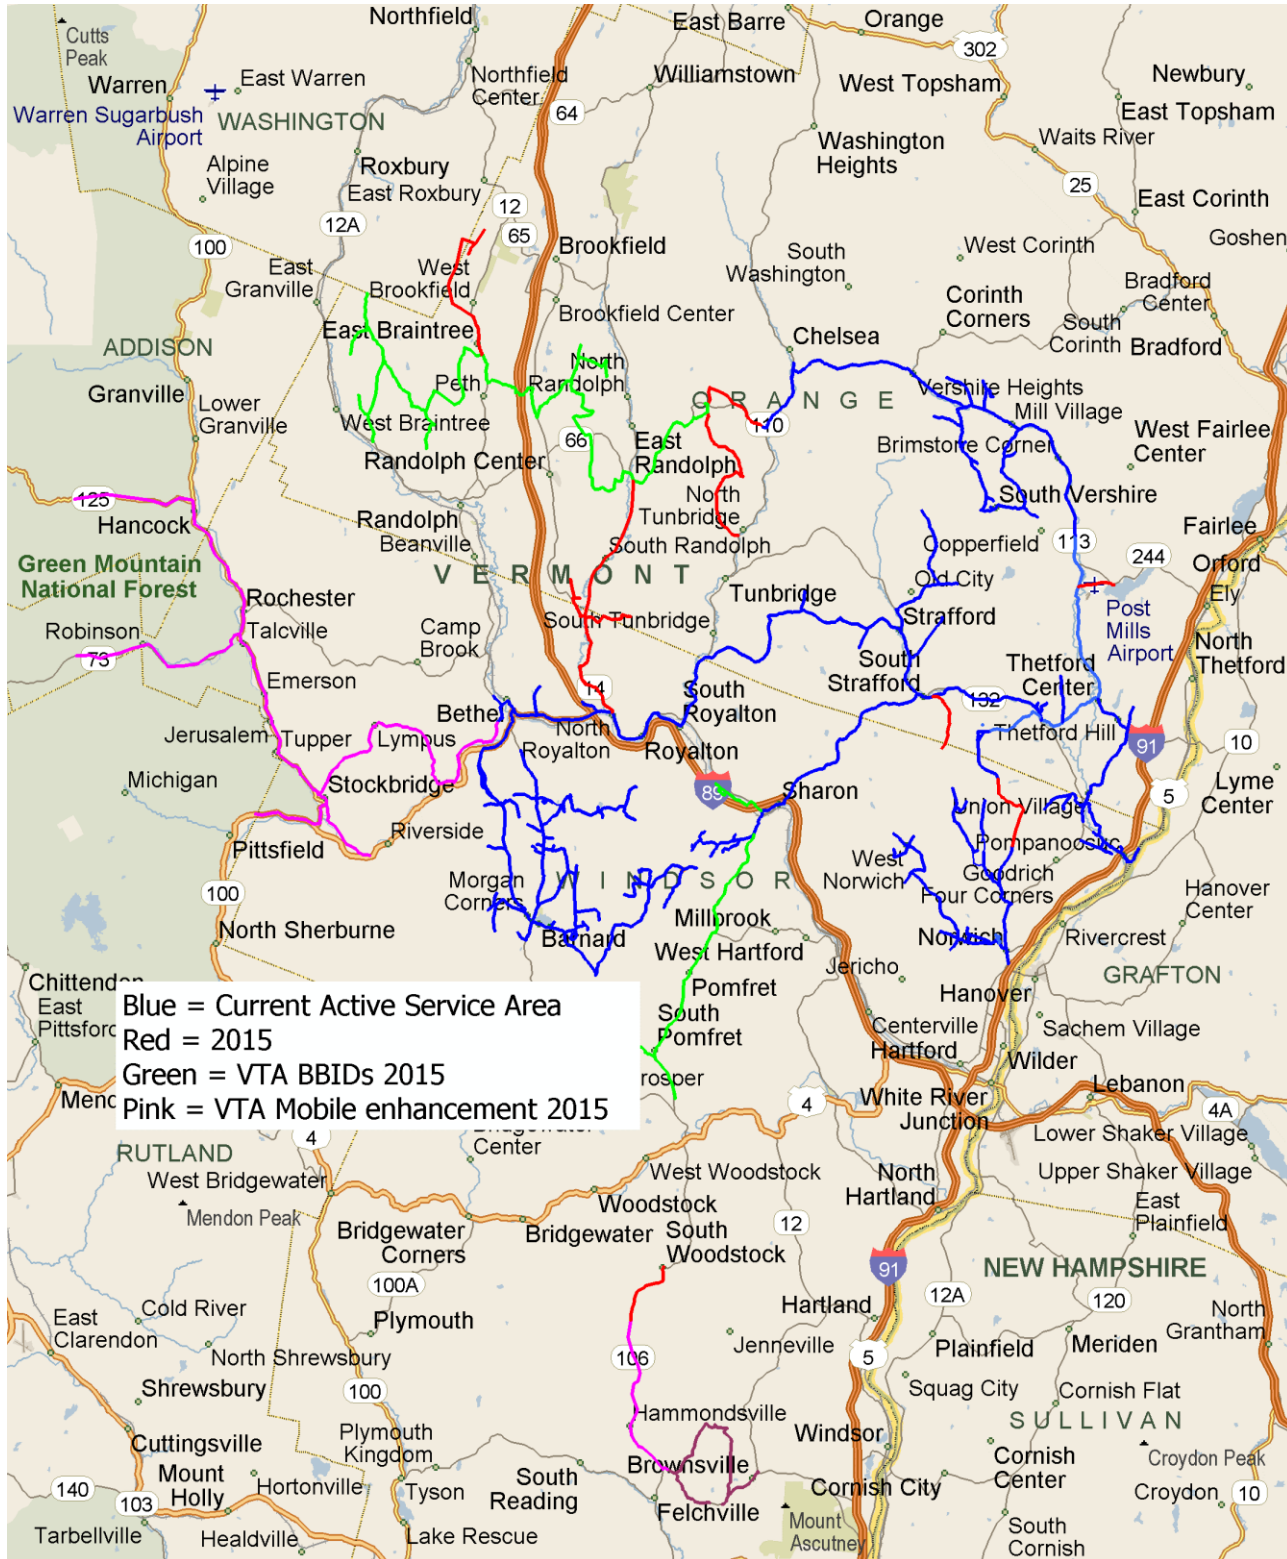 Northfield
East Barre
Orange
Cutts
Peak
302
Northfield
Center
Williamstown
West Topsham
Newbury
Warren
East Warren
Warren Sugarbush
Airport
WASHINGTON
64
East Topsham
Washington
Heights
Waits River
Alpine
Village
Roxbury
East Roxbury
25
East Corinth
12
12A
65
100
Brookfield
South
Washington
West Corinth
Goshen
East
Granville
West
Brookfield
Brookfield Center
Corinth
Corners
Bradford
Center
East Braintree
Chelsea
South
Corinth
Bradford
ADDISON
Granville
North
Randolph
Peth
Vershire Heights
Mill Village
ORANGE
Lower
Granville
West Braintree
110
Brimstone Corner
West Fairlee
Center
66
East
Randolph
Randolph Center
125
Hancock
North
Tunbridge
South Vershire
Randolph
Beanville
Fairlee
Green Mountain
National Forest
South Randolph
Copperfield
113
244
Orford
VERMONT
Old City
Ely
Rochester
Tunbridge
Strafford
Post
Mills
Airport
Robinson
Talcville
Camp
Brook
South Tunbridge
North
Thetford
73
Emerson
14
South
Royalton
South
Strafford
Thetford
Center
132
Bethel
Jerusalem
Tupper
Lympus
North
Royalton
Royalton
Thetford Hill
91
10
Michigan
Stockbridge
89
Sharon
Lyme
Center
5
Union Village
Riverside
Pittsfield
Pompanoosuc
West
Norwich
Goodrich
Four Corners
Morgan
Corners
WINDSOR
100
Hanover
Center
North Sherburne
Barnard
Millbrook
West Hartford
Norwich
Rivercrest
Jericho
GRAFTON
Chittenden
East
Pittsford
Pomfret
Hanover
Blue = Current Active Service Area
Red = 2015
Green = VTA BBIDs 2015
Pink = VTA Mobile enhancement 2015
South
Pomfret
Centerville
Hartford
Sachem Village
Wilder
rosper
Menc
4
White River
Junction
Lebanon
4A
4
Center
Lower Shaker Village
RUTLAND
West Bridgewater
West Woodstock
North
Hartland
Upper Shaker Village
Mendon Peak
Woodstock
East
Plainfield
Bridgewater
Corners
Bridgewater
South
Woodstock
12
91
NEW HAMPSHIRE
100A
12A
120
Cold River
Hartland
East
Clarendon
Plymouth
North
Grantham
North Shrewsbury
106
Jenneville
5
Plainfield
Meriden
Shrewsbury
100
Squag City
Cornish Flat
Hammondsville
SULLIVAN
Cuttingsville
Plymouth
Kingdom
Windsor
Croydon Peak
Mount
Holly
Hortonville
Tyson
South
Reading
Brownsville
Cornish City
Cornish
Center
140
103
Felchville
Croydon
10
Tarbellville
Healdville
Lake Rescue
Mount
Ascutney
South
Cornish